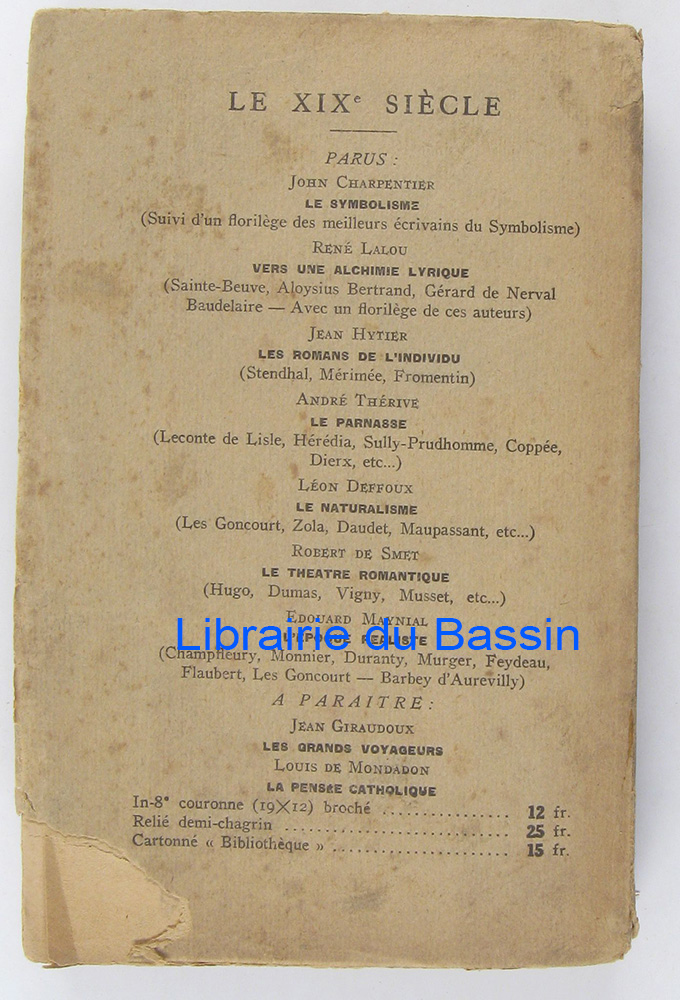 LE XIXe SIÈCLE
PARUS :
JOHN CHARPENTIER
LE SYMBOLISME
(Suivi d'un florilège des meilleurs écrivains du Symbolisme)
RENÉ LALOU
VERS UNE ALCHIMIE LYRIQUE
(Sainte-Beuve, Aloysius Bertrand, Gérard de Nerval
Baudelaire — Avec un florilège de ces auteurs)
JEAN HYTIER
LES ROMANS DE L'INDIVIDU
(Stendhal, Mérimée, Fromentin)
ANDRÉ THÉRIVE
LE PARNASSE
(Leconte de Lisle, Hérédia, Sully-Prudhomme, Coppée,
Dierx, etc...)
LÉON DEFFOUX
LE NATURALISME
(Les Goncourt, Zola, Daudet, Maupassant, etc...)
ROBERT DE SMET
LE THEATRE ROMANTIQUE
(Hugo, Dumas, Vigny, Musset, etc...)
EDOUARD MAYNIAL
L'ÉPOQUE RÉALISTE
Librairie du Bassin
(Champfleury, Monnier, Duranty, Murger, Feydeau,
Flaubert, Les Goncourt — Barbey d'Aurevilly)
A PARAITRE :
JEAN GIRAUDOUX
LES GRANDS VOYAGEURS
LOUIS DE MONDADON
LA PENSÉE CATHOLIQUE
In-8° couronne (19×12) broché ................ 12 fr.
Relié demi-chagrin ............................ 25 fr.
Cartonné « Bibliothèque » ...................... 15 fr.